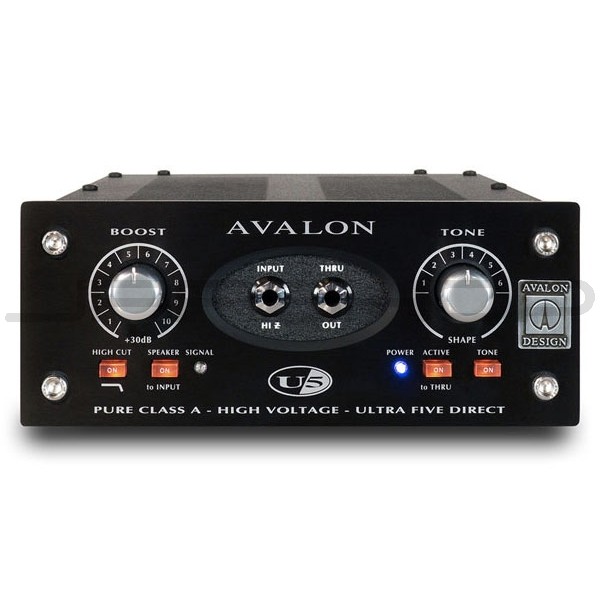 BOOST
AVALON
TONE
1 2 3 4 5 6 7 8 9 10
+30dB
INPUT
HI Z
THRU
OUT
1 2 3 4 5 6
SHAPE
AVALON
DESIGN
HIGH CUT
ON
SPEAKER
ON
to INPUT
SIGNAL
U5
POWER
ACTIVE
ON
to THRU
TONE
ON
PURE CLASS A - HIGH VOLTAGE - ULTRA FIVE DIRECT